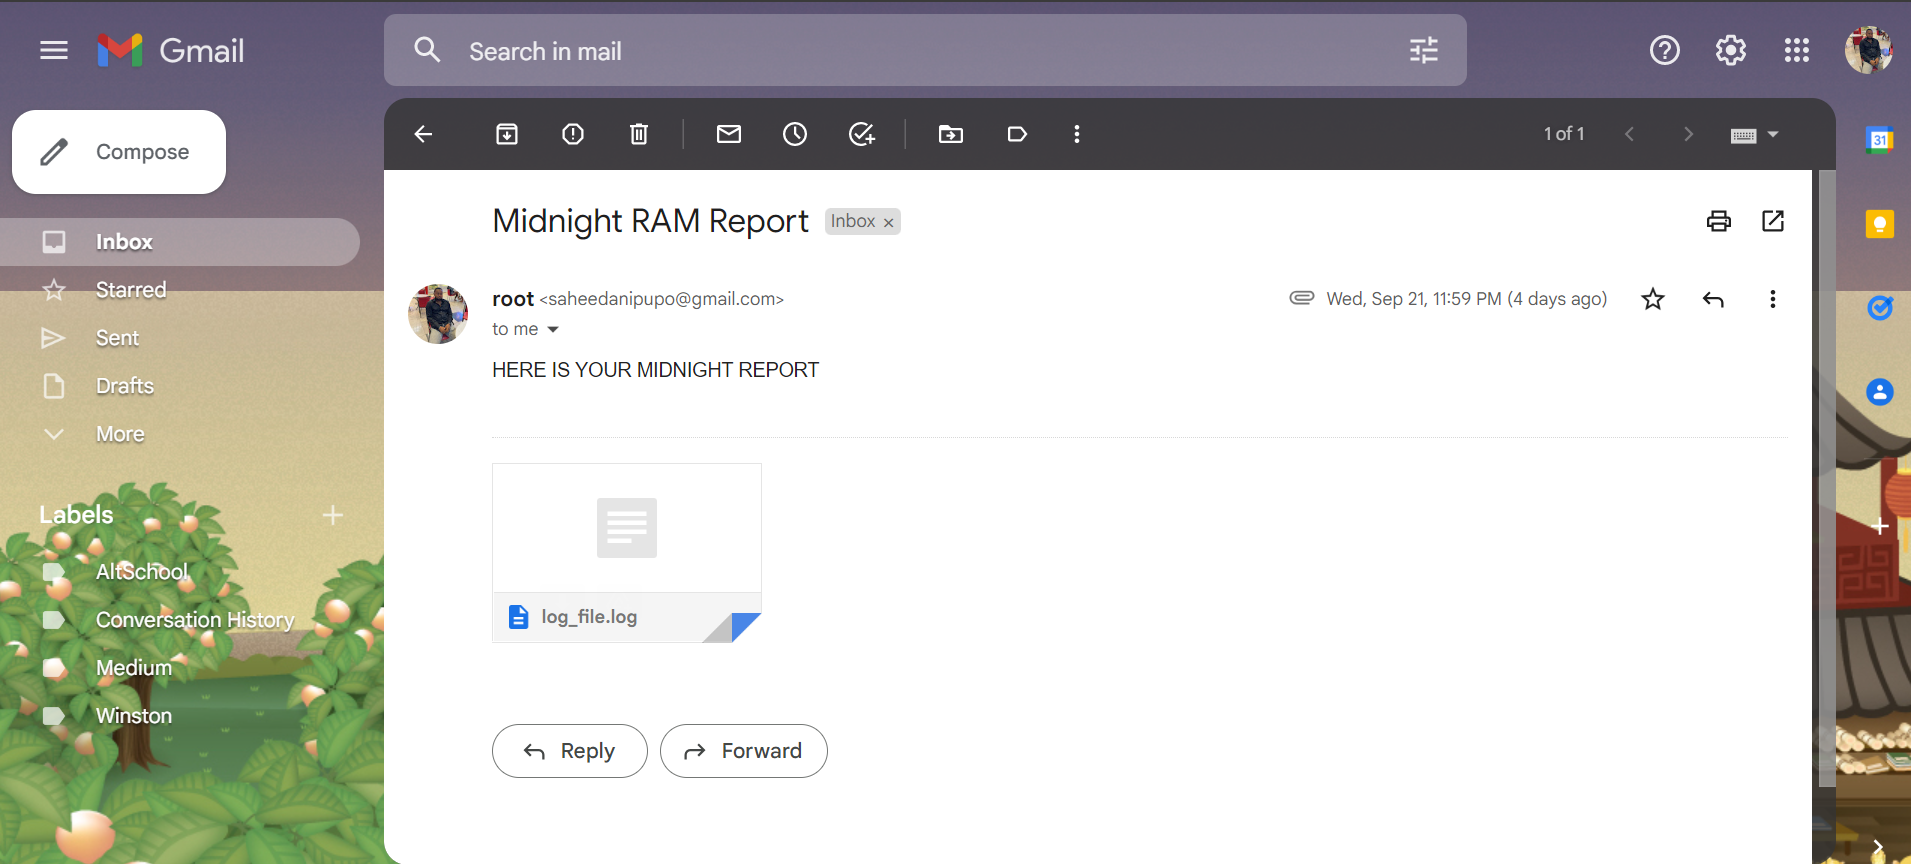 Gmail
Search in mail
Compose
1 of 1
31
Inbox
Starred
Sent
Drafts
More
Labels
AltSchool
Conversation History
Medium
Winston
Midnight RAM Report Inbox ×
root <saheedanipupo@gmail.com> Wed, Sep 21, 11:59 PM (4 days ago)
to me
HERE IS YOUR MIDNIGHT REPORT
log_file.log
Reply Forward